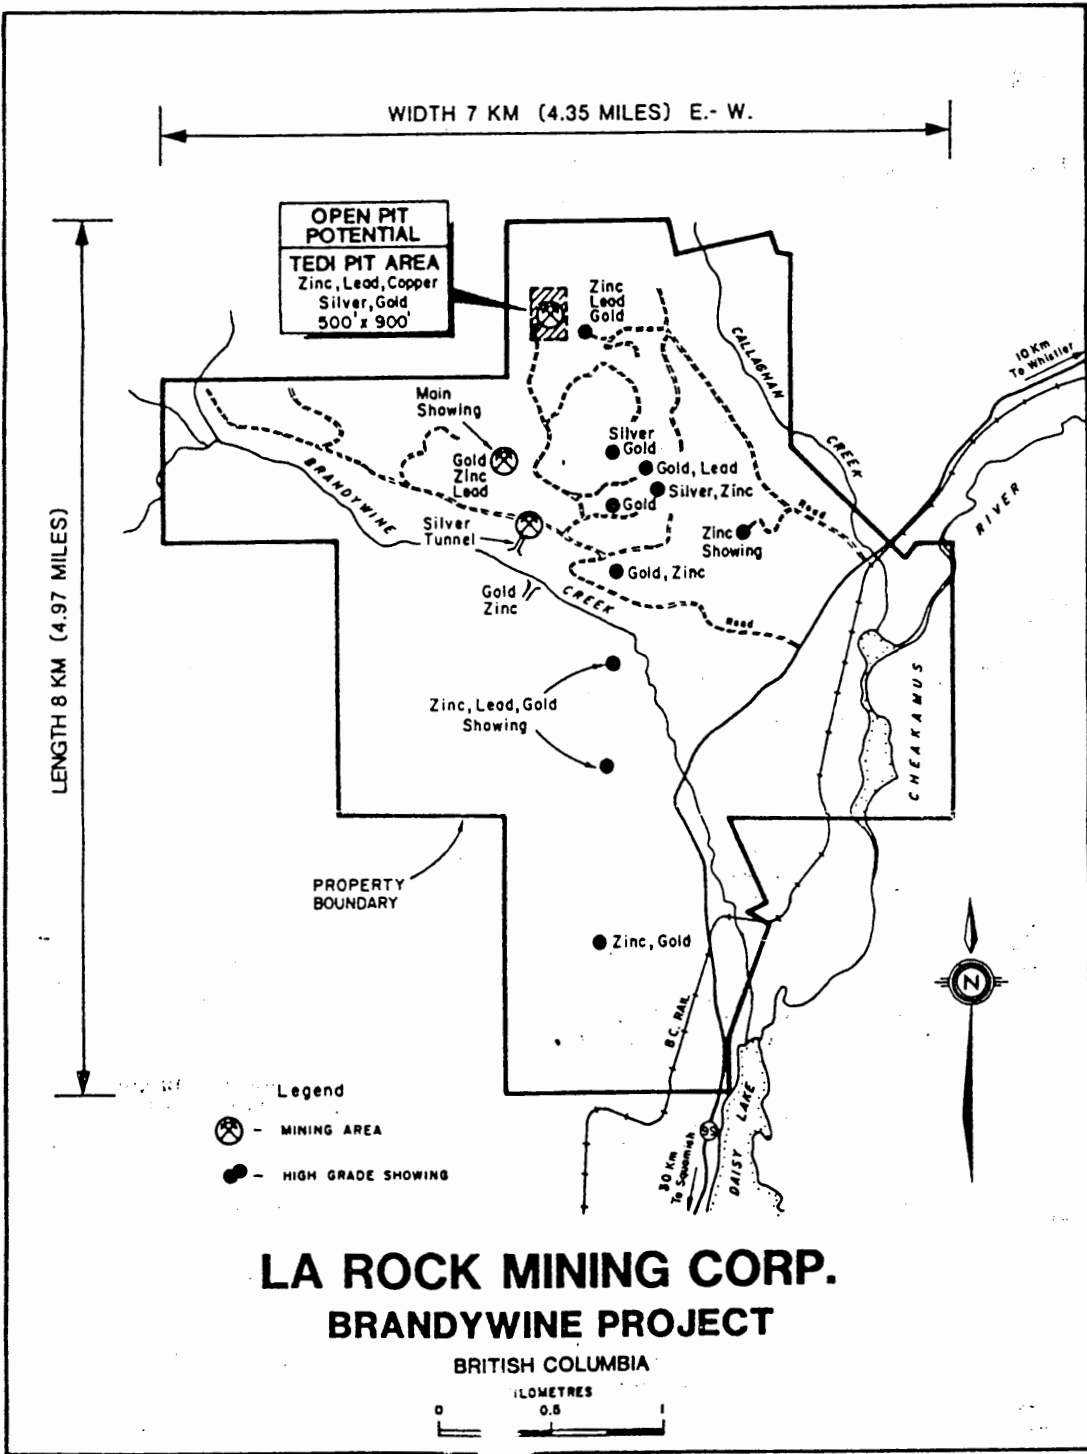 WIDTH 7 KM (4.35 MILES) E.- W.
OPEN PIT
POTENTIAL
TEDI PIT AREA
Zinc, Lead, Copper
Silver, Gold
500' x 900'
Zinc
Lead
Gold
CALLAGHAN
CREEK
10 Km
To Whistler
Main
Showing
Gold
Zinc
Lead
Silver
Gold
Gold, Lead
Silver, Zinc
Gold
BRANDYWINE
CREEK
Silver
Tunnel
Zinc
Showing
Road
RIVER
Gold, Zinc
Gold
Zinc
Road
LENGTH 8 KM (4.97 MILES)
Zinc, Lead, Gold
Showing
CHEAKAMUS
PROPERTY
BOUNDARY
Zinc, Gold
N
B.C. RAIL
Legend
- MINING AREA
- HIGH GRADE SHOWING
99
30 Km
To Squamish
DAISY LAKE
LA ROCK MINING CORP.
BRANDYWINE PROJECT
BRITISH COLUMBIA
ILOMETRES
0 0.5 1